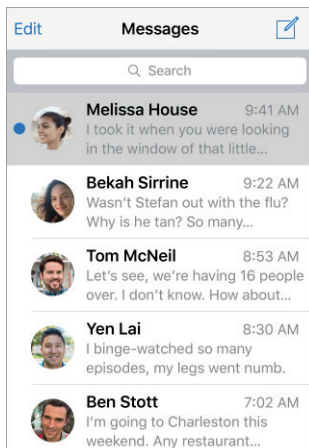 Edit Messages
Search
Melissa House 9:41 AM
I took it when you were looking
in the window of that little...
Bekah Sirrine 9:22 AM
Wasn't Stefan out with the flu?
Why is he tan? So many...
Tom McNeil 8:53 AM
Let's see, we're having 16 people
over. I don't know. How about...
Yen Lai 8:30 AM
I binge-watched so many
episodes, my legs went numb.
Ben Stott 7:02 AM
I'm going to Charleston this
weekend. Any restaurant...